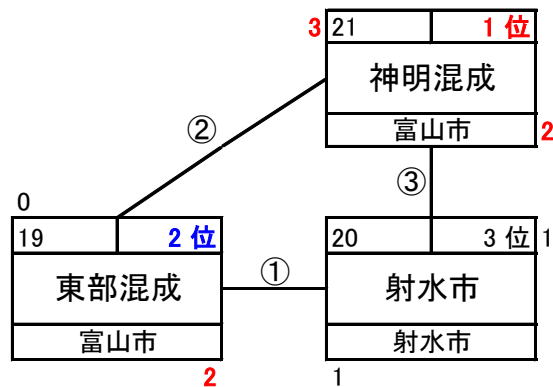 3 21 1 位
神明混成
富山市 2
②
③
0
19 2 位
東部混成
富山市
2
①
20 3 位 1
射水市
射水市
1